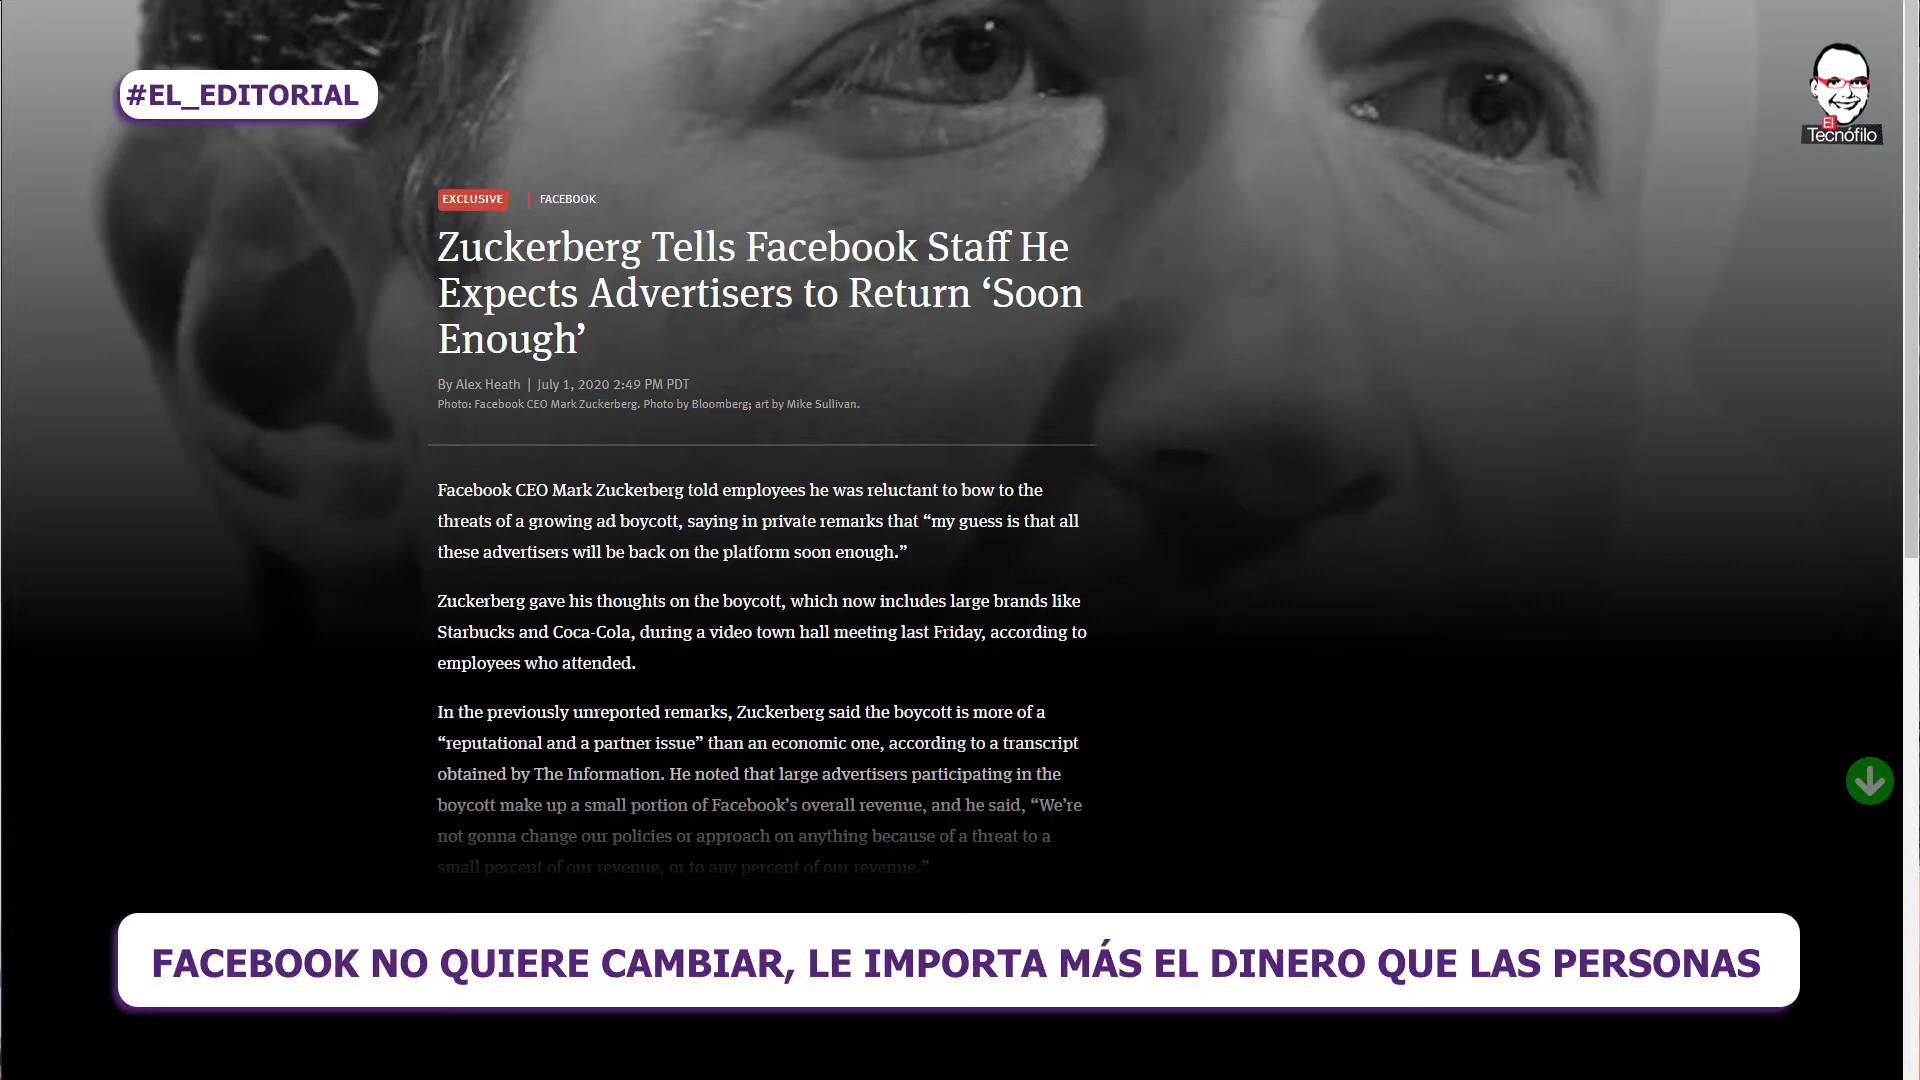 #EL_EDITORIAL
El
Tecnófilo
EXCLUSIVE | FACEBOOK
Zuckerberg Tells Facebook Staff He
Expects Advertisers to Return ‘Soon
Enough’
By Alex Heath | July 1, 2020 2:49 PM PDT
Photo: Facebook CEO Mark Zuckerberg. Photo by Bloomberg; art by Mike Sullivan.
Facebook CEO Mark Zuckerberg told employees he was reluctant to bow to the
threats of a growing ad boycott, saying in private remarks that “my guess is that all
these advertisers will be back on the platform soon enough.”
Zuckerberg gave his thoughts on the boycott, which now includes large brands like
Starbucks and Coca-Cola, during a video town hall meeting last Friday, according to
employees who attended.
In the previously unreported remarks, Zuckerberg said the boycott is more of a
“reputational and a partner issue” than an economic one, according to a transcript
obtained by The Information. He noted that large advertisers participating in the
boycott make up a small portion of Facebook’s overall revenue, and he said, “We’re
not gonna change our policies or approach on anything because of a threat to a
small percent of our revenue, or to any percent of our revenue.”
FACEBOOK NO QUIERE CAMBIAR, LE IMPORTA MÁS EL DINERO QUE LAS PERSONAS